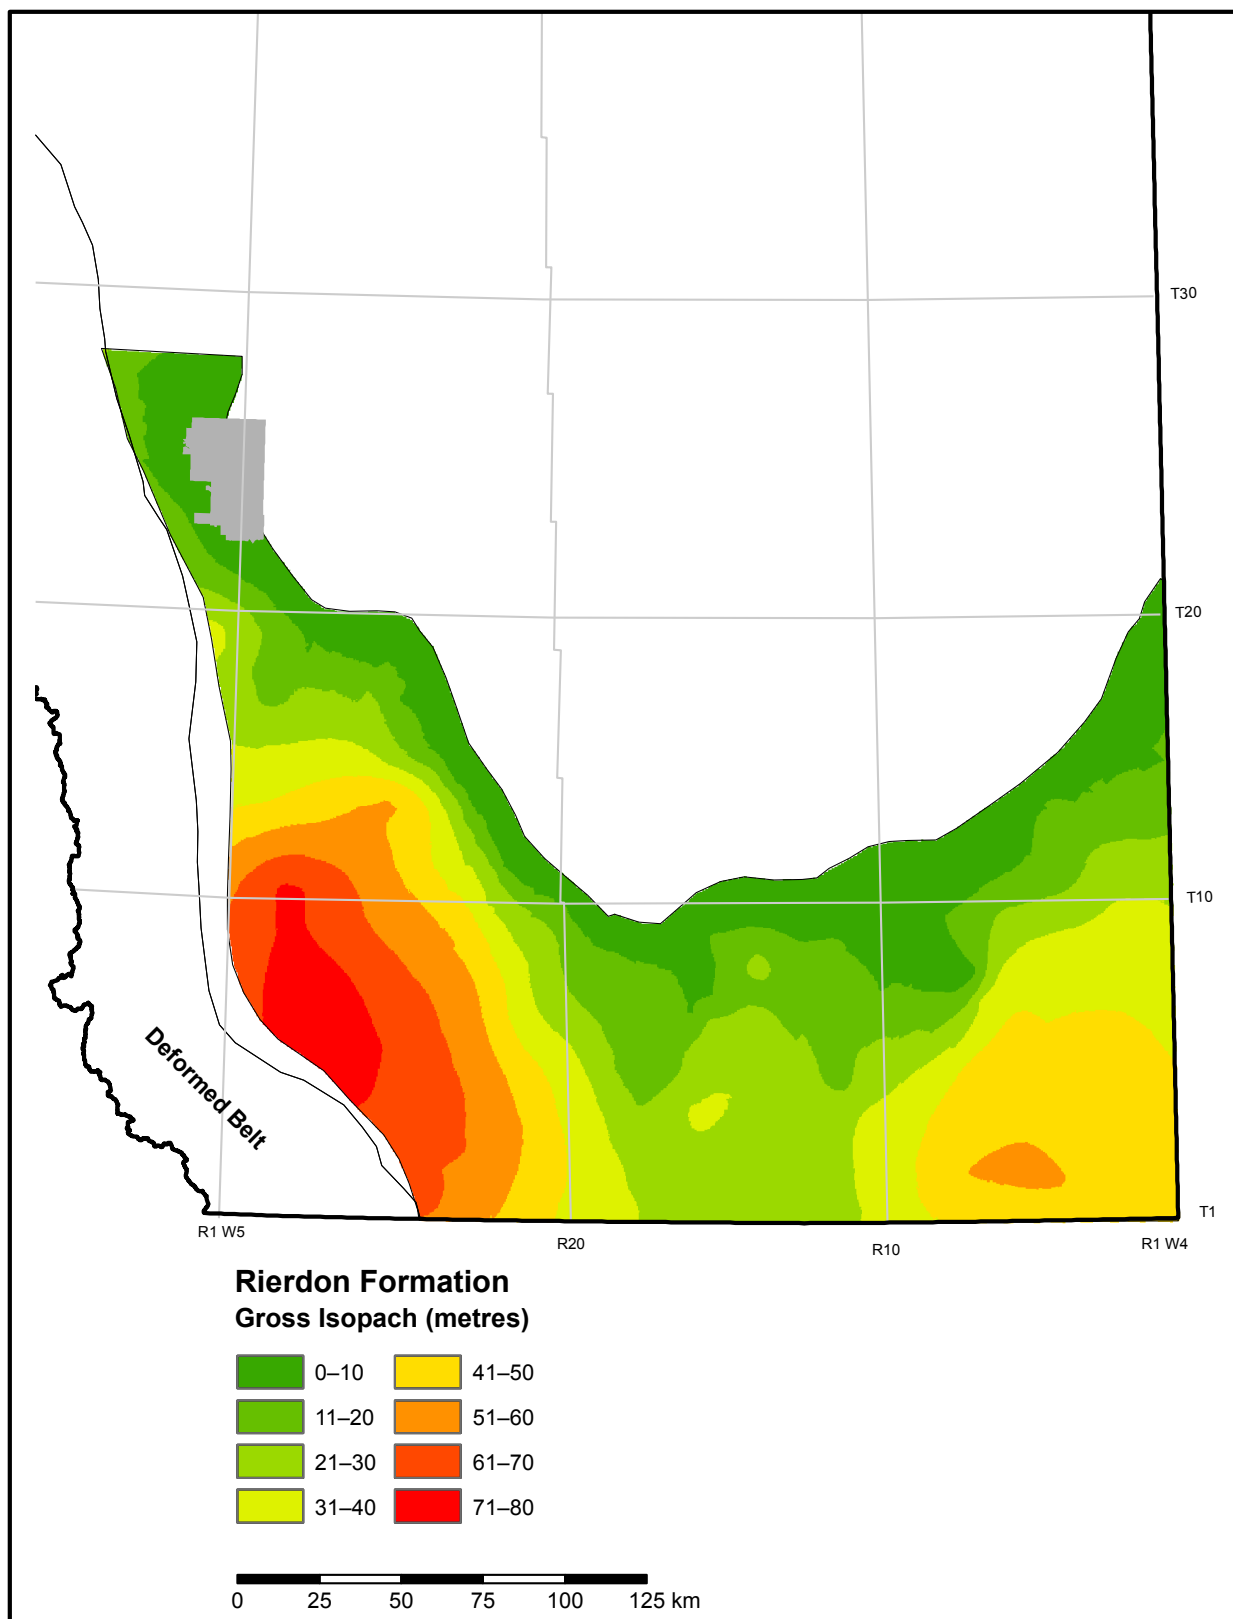 T30
T20
T10
Deformed Belt
T1
R1 W5
R20
R10
R1 W4
Rierdon Formation
Gross Isopach (metres)
0–10
11–20
21–30
31–40
41–50
51–60
61–70
71–80
0 25 50 75 100 125 km